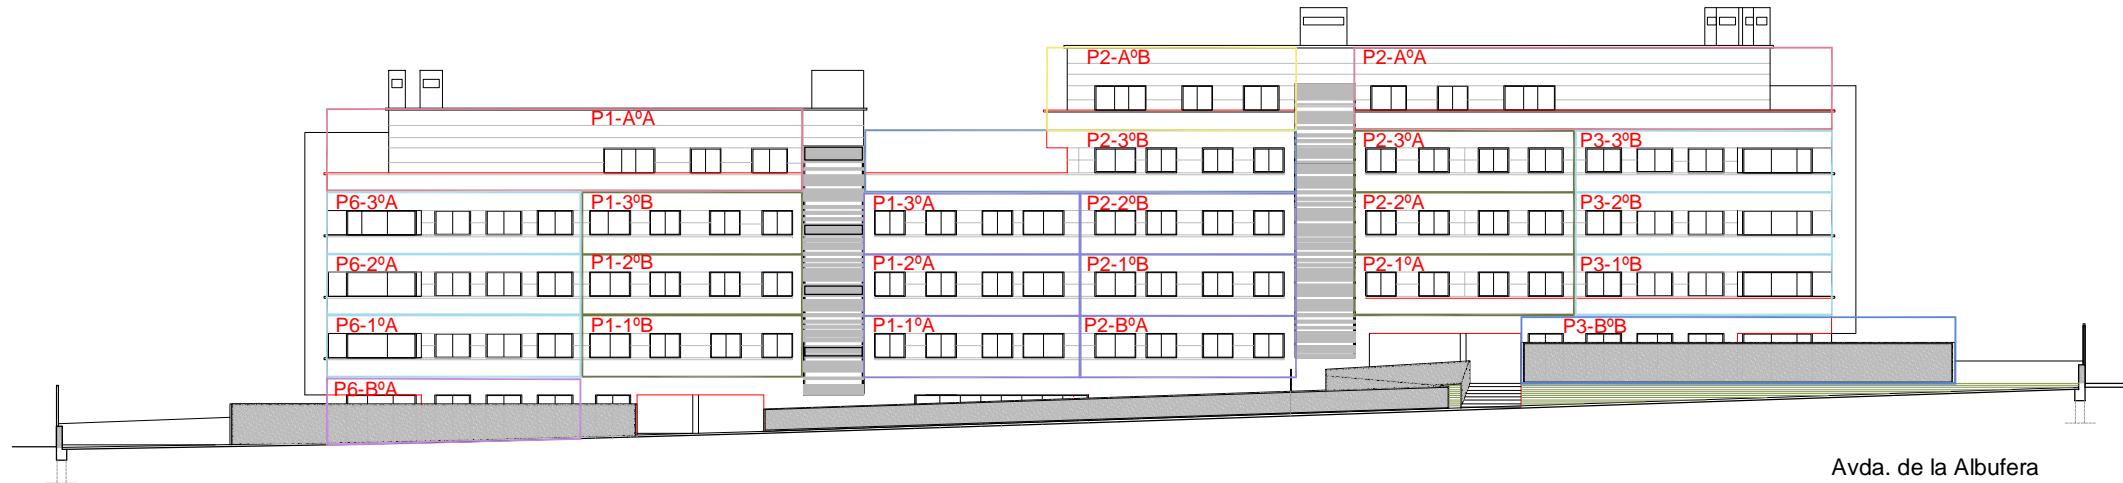 P2-AºB
P2-AºA
P1-AºA
P2-3ºB
P2-3ºA
P3-3ºB
P6-3ºA
P1-3ºB
P1-3ºA
P2-2ºB
P2-2ºA
P3-2ºB
P6-2ºA
P1-2ºB
P1-2ºA
P2-1ºB
P2-1ºA
P3-1ºB
P6-1ºA
P1-1ºB
P1-1ºA
P2-BºA
P3-BºB
P6-BºA
Avda. de la Albufera